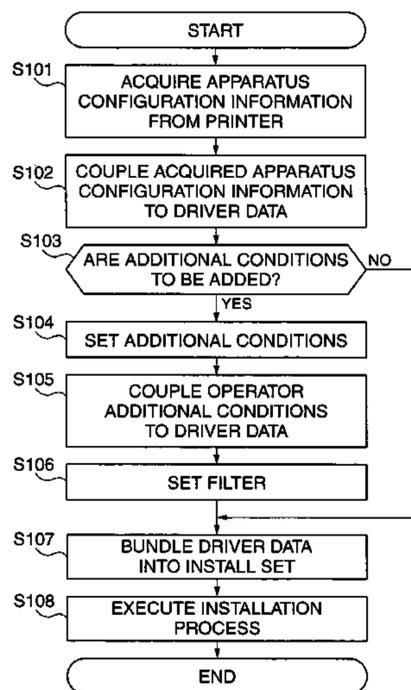 START
S101
ACQUIRE APPARATUS
CONFIGURATION INFORMATION
FROM PRINTER
S102
COUPLE ACQUIRED APPARATUS
CONFIGURATION INFORMATION
TO DRIVER DATA
S103
ARE ADDITIONAL CONDITIONS
TO BE ADDED?
NO
YES
S104
SET ADDITIONAL CONDITIONS
S105
COUPLE OPERATOR
ADDITIONAL CONDITIONS
TO DRIVER DATA
S106
SET FILTER
S107
BUNDLE DRIVER DATA
INTO INSTALL SET
S108
EXECUTE INSTALLATION
PROCESS
END